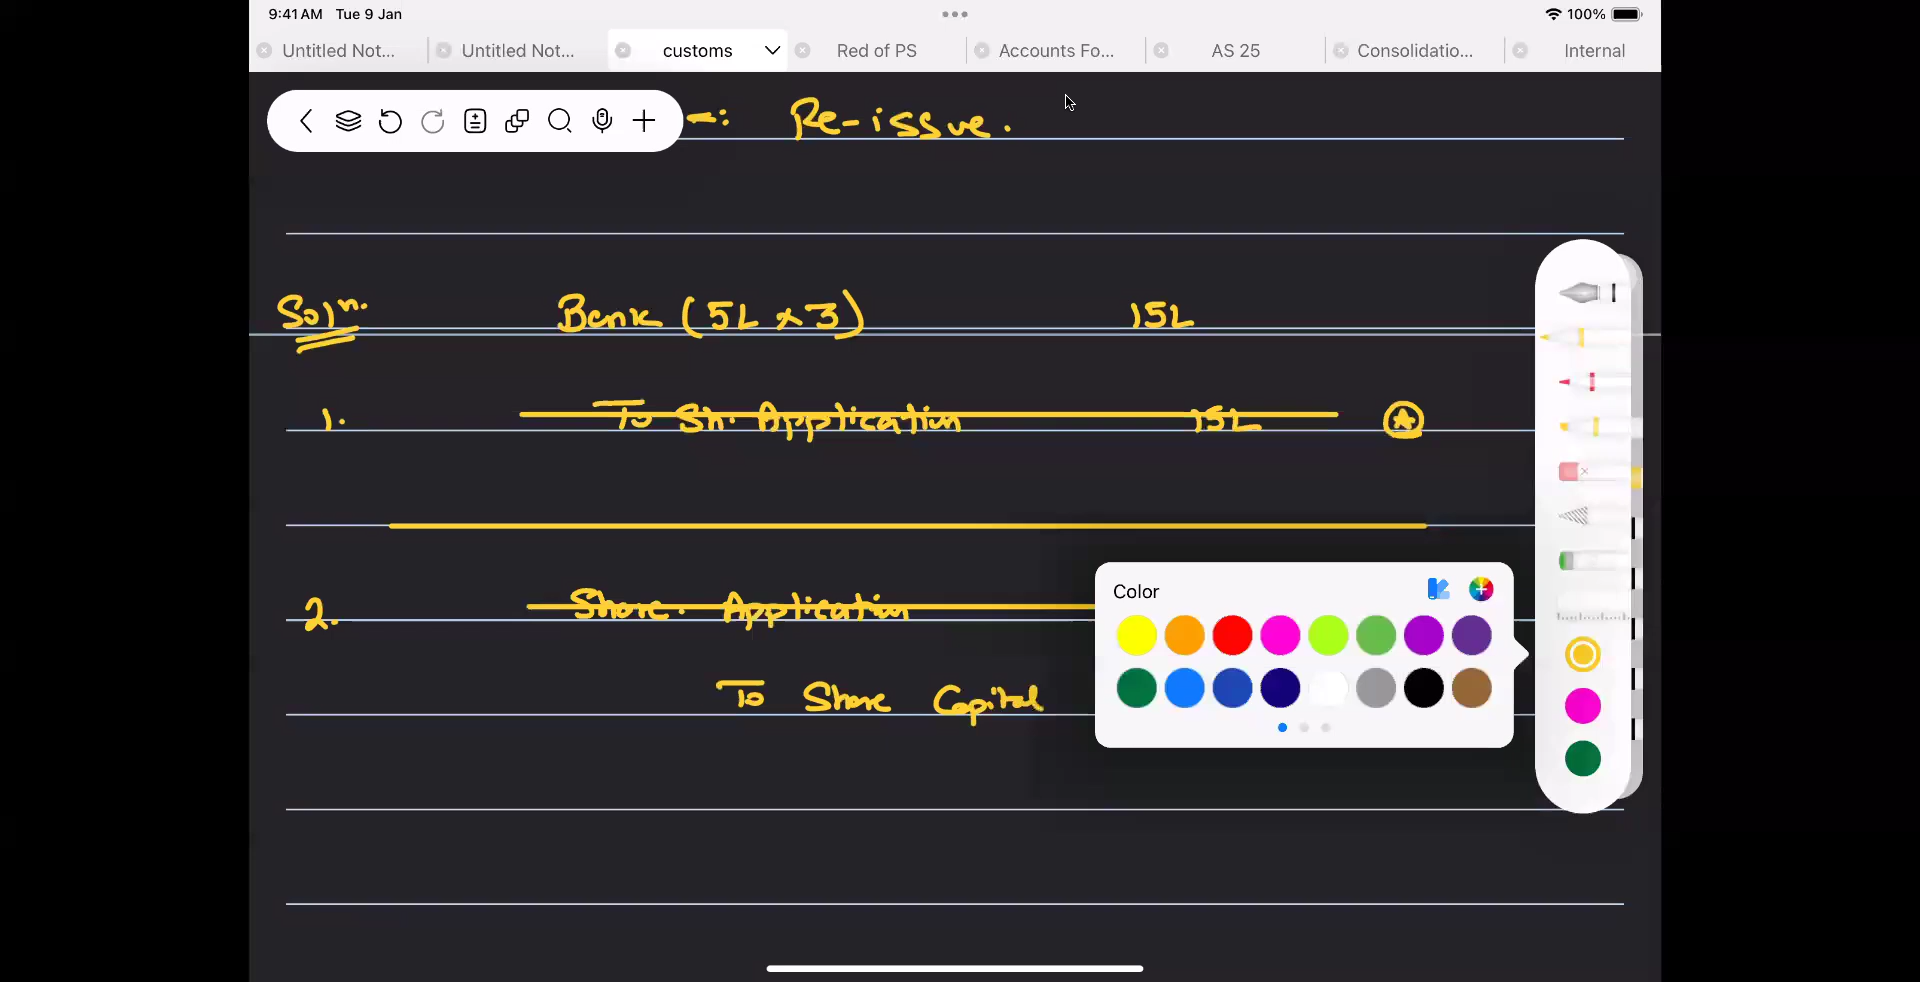 9:41 AM Tue 9 Jan 100%
Untitled Not... Untitled Not... customs Red of PS Accounts Fo... AS 25 Consolidatio... Internal
-: Re-issue.
Solⁿ. Bank (5L × 3) 15L
1. To Sh. Application 15L
2. Share. Application
To Share Capital
Color